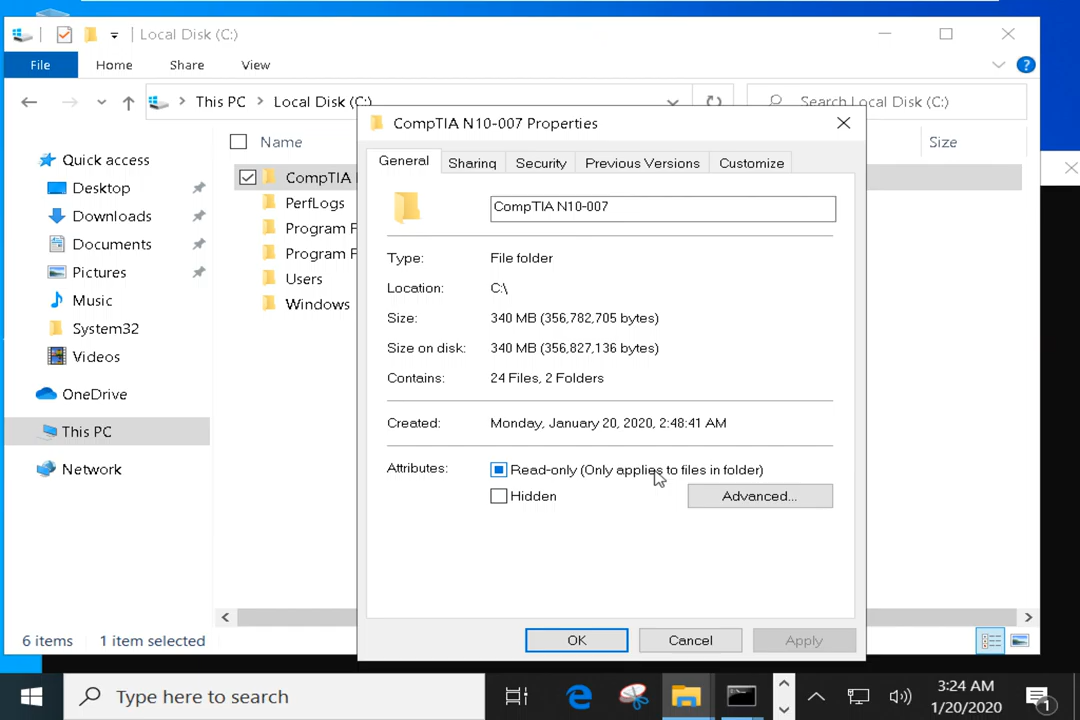 Local Disk (C:)
File Home Share View
This PC Local Disk (C:) Search Local Disk (C:)
CompTIA N10-007 Properties
General Sharing Security Previous Versions Customize
CompTIA N10-007
Type: File folder
Location: C:\
Size: 340 MB (356,782,705 bytes)
Size on disk: 340 MB (356,827,136 bytes)
Contains: 24 Files, 2 Folders
Created: Monday, January 20, 2020, 2:48:41 AM
Attributes: Read-only (Only applies to files in folder)
Hidden Advanced...
OK Cancel Apply
Name Size
CompTIA
PerfLogs
Program F
Program F
Users
Windows
Quick access
Desktop
Downloads
Documents
Pictures
Music
System32
Videos
OneDrive
This PC
Network
6 items 1 item selected
Type here to search
3:24 AM
1/20/2020
1